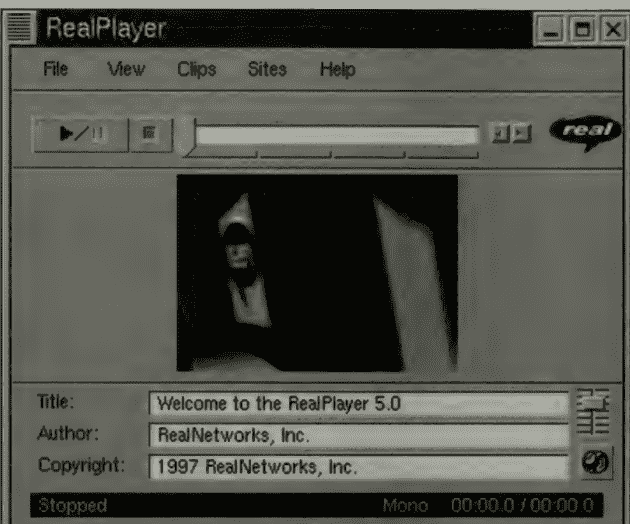 RealPlayer
File View Clips Sites Help
real
Title: Welcome to the RealPlayer 5.0
Author: RealNetworks, Inc.
Copyright: 1997 RealNetworks, Inc.
Stopped Mono 00:00.0 / 00:00.0